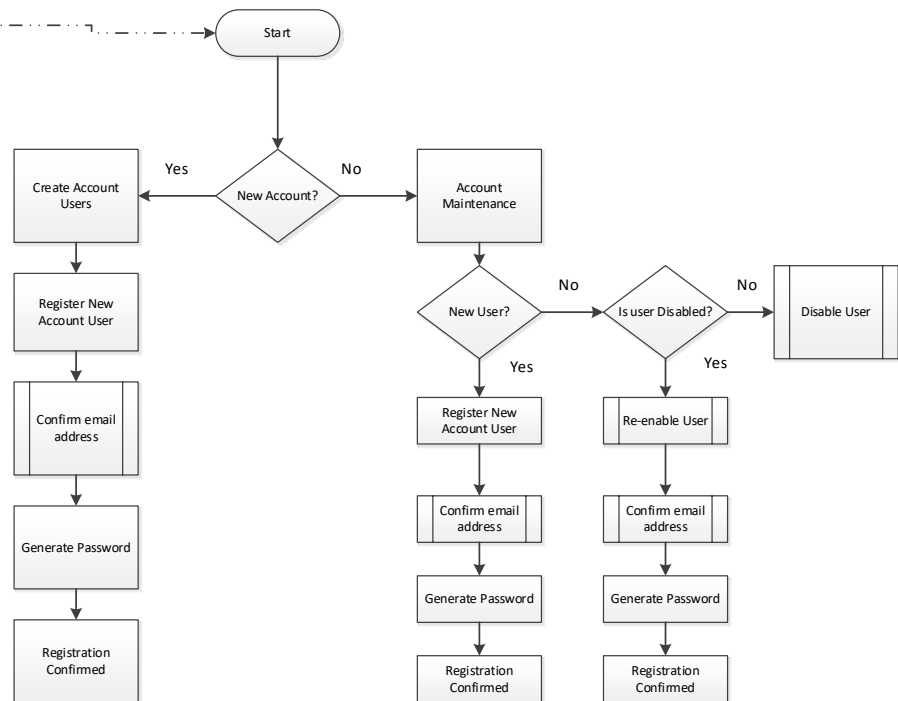 Start
Yes
No
New Account?
Create Account
Users
Account
Maintenance
Register New
Account User
New User?
No
Is user Disabled?
No
Disable User
Yes
Yes
Confirm email
address
Register New
Account User
Re-enable User
Confirm email
address
Confirm email
address
Generate Password
Generate Password
Generate Password
Registration
Confirmed
Registration
Confirmed
Registration
Confirmed